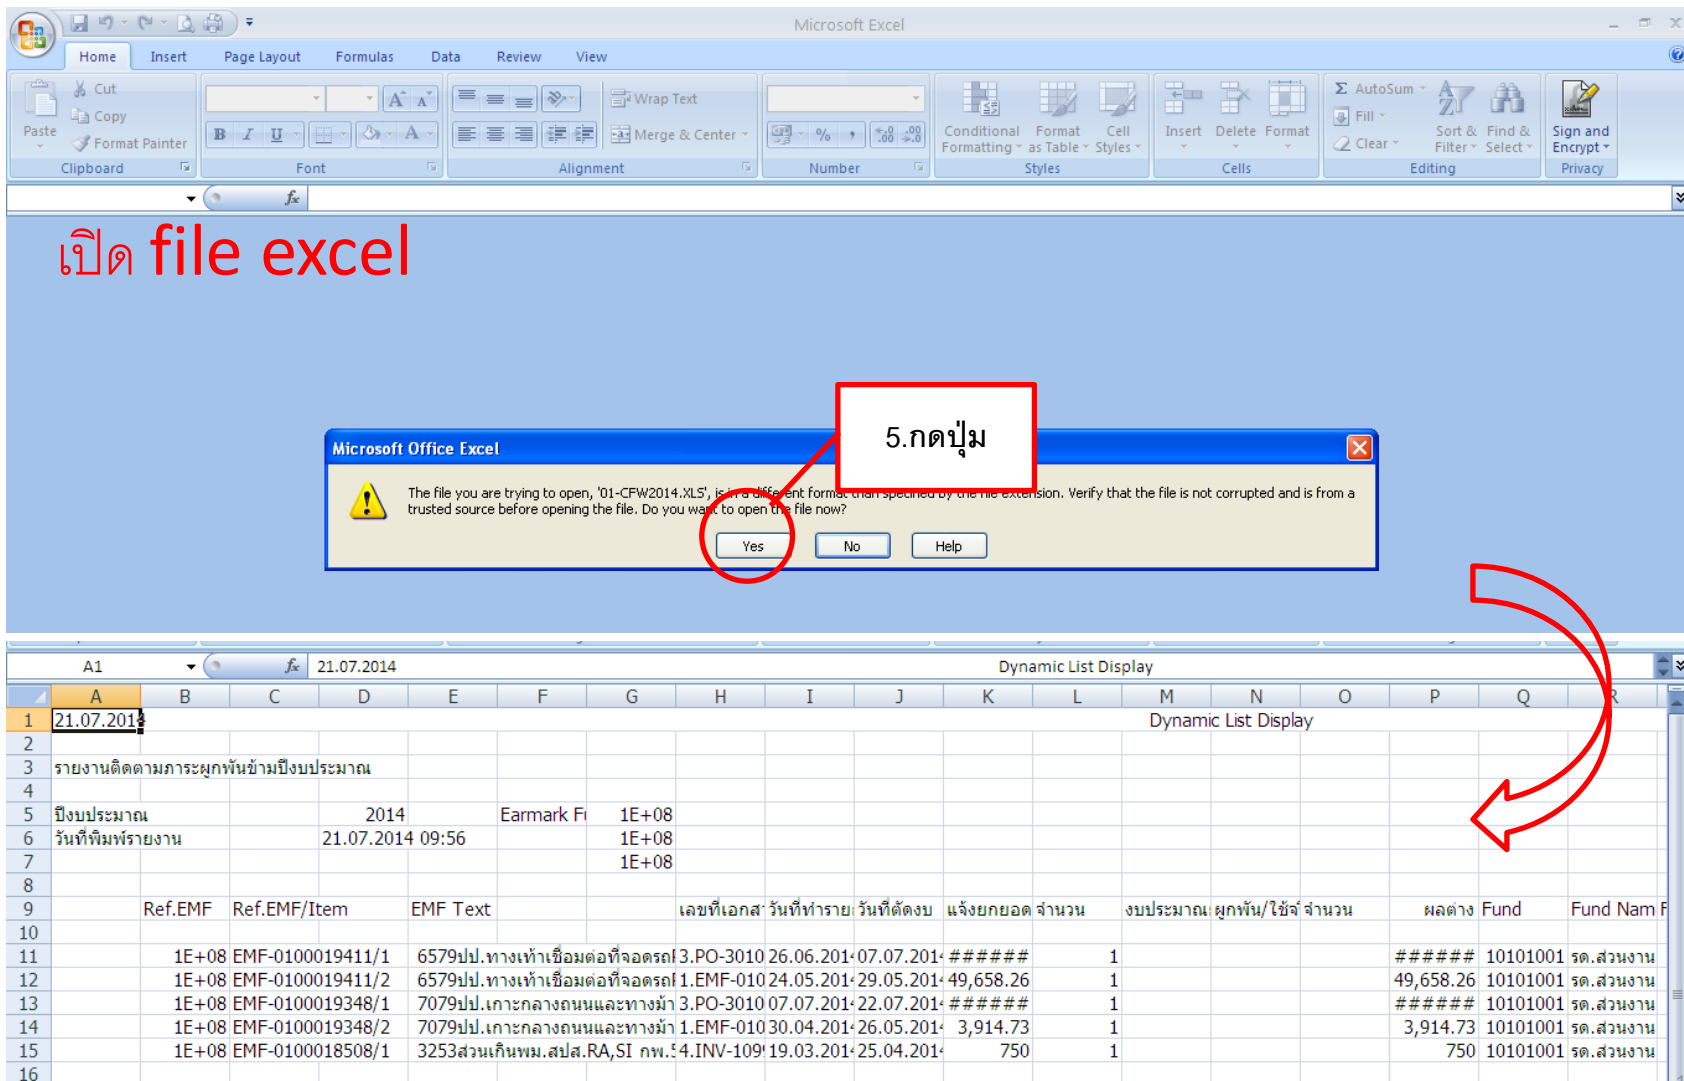 Microsoft Excel
Home Insert Page Layout Formulas Data Review View
Cut
Copy
Format Painter
Paste
Clipboard
B I U
A A
A
Font
Wrap Text
Merge & Center
Alignment
% ,
Number
Conditional Formatting
Format as Table
Cell Styles
Styles
Insert Delete Format
Cells
Σ AutoSum
Fill
Clear
Sort & Filter
Find & Select
Editing
Sign and Encrypt
Privacy
fx
เปิด file excel
5.กดปุ่ม
Microsoft Office Excel
The file you are trying to open, '01-CFW2014.XLS', is in a different format than specified by the file extension. Verify that the file is not corrupted and is from a
trusted source before opening the file. Do you want to open the file now?
Yes No Help
A1 fx 21.07.2014 Dynamic List Display
A B C D E F G H I J K L M N O P Q R
1 21.07.2014 Dynamic List Display
2
3 รายงานติดตามภาระผูกพันข้ามปีงบประมาณ
4
5 ปีงบประมาณ 2014 Earmark 1E+08
6 วันที่พิมพ์รายงาน 21.07.2014 09:56 1E+08
7 1E+08
8
9 Ref.EMF Ref.EMF/Item EMF Text เลขที่เอกส วันที่ทำราย วันที่ตัดงบ แจ้งยกยอด จำนวน งบประมาณ ผูกพัน/ใช้จ่ จำนวน ผลต่าง Fund Fund Nam F
10
11 1E+08 EMF-0100019411/1 6579ปป.ทางเท้าเชื่อมต่อที่จอดรถ 3.PO-3010 26.06.201 07.07.201 ###### 1 ###### 10101001 รด.ส่วนงาน
12 1E+08 EMF-0100019411/2 6579ปป.ทางเท้าเชื่อมต่อที่จอดรถ 1.EMF-010 24.05.201 29.05.201 49,658.26 1 49,658.26 10101001 รด.ส่วนงาน
13 1E+08 EMF-0100019348/1 7079ปป.เกาะกลางถนนและทางม้า 3.PO-3010 07.07.201 22.07.201 ###### 1 ###### 10101001 รด.ส่วนงาน
14 1E+08 EMF-0100019348/2 7079ปป.เกาะกลางถนนและทางม้า 1.EMF-010 30.04.201 26.05.201 3,914.73 1 3,914.73 10101001 รด.ส่วนงาน
15 1E+08 EMF-0100018508/1 3253ส่วนเกินพม.สปส.RA,SI กพ. 4.INV-109 19.03.201 25.04.201 750 1 750 10101001 รด.ส่วนงาน
16